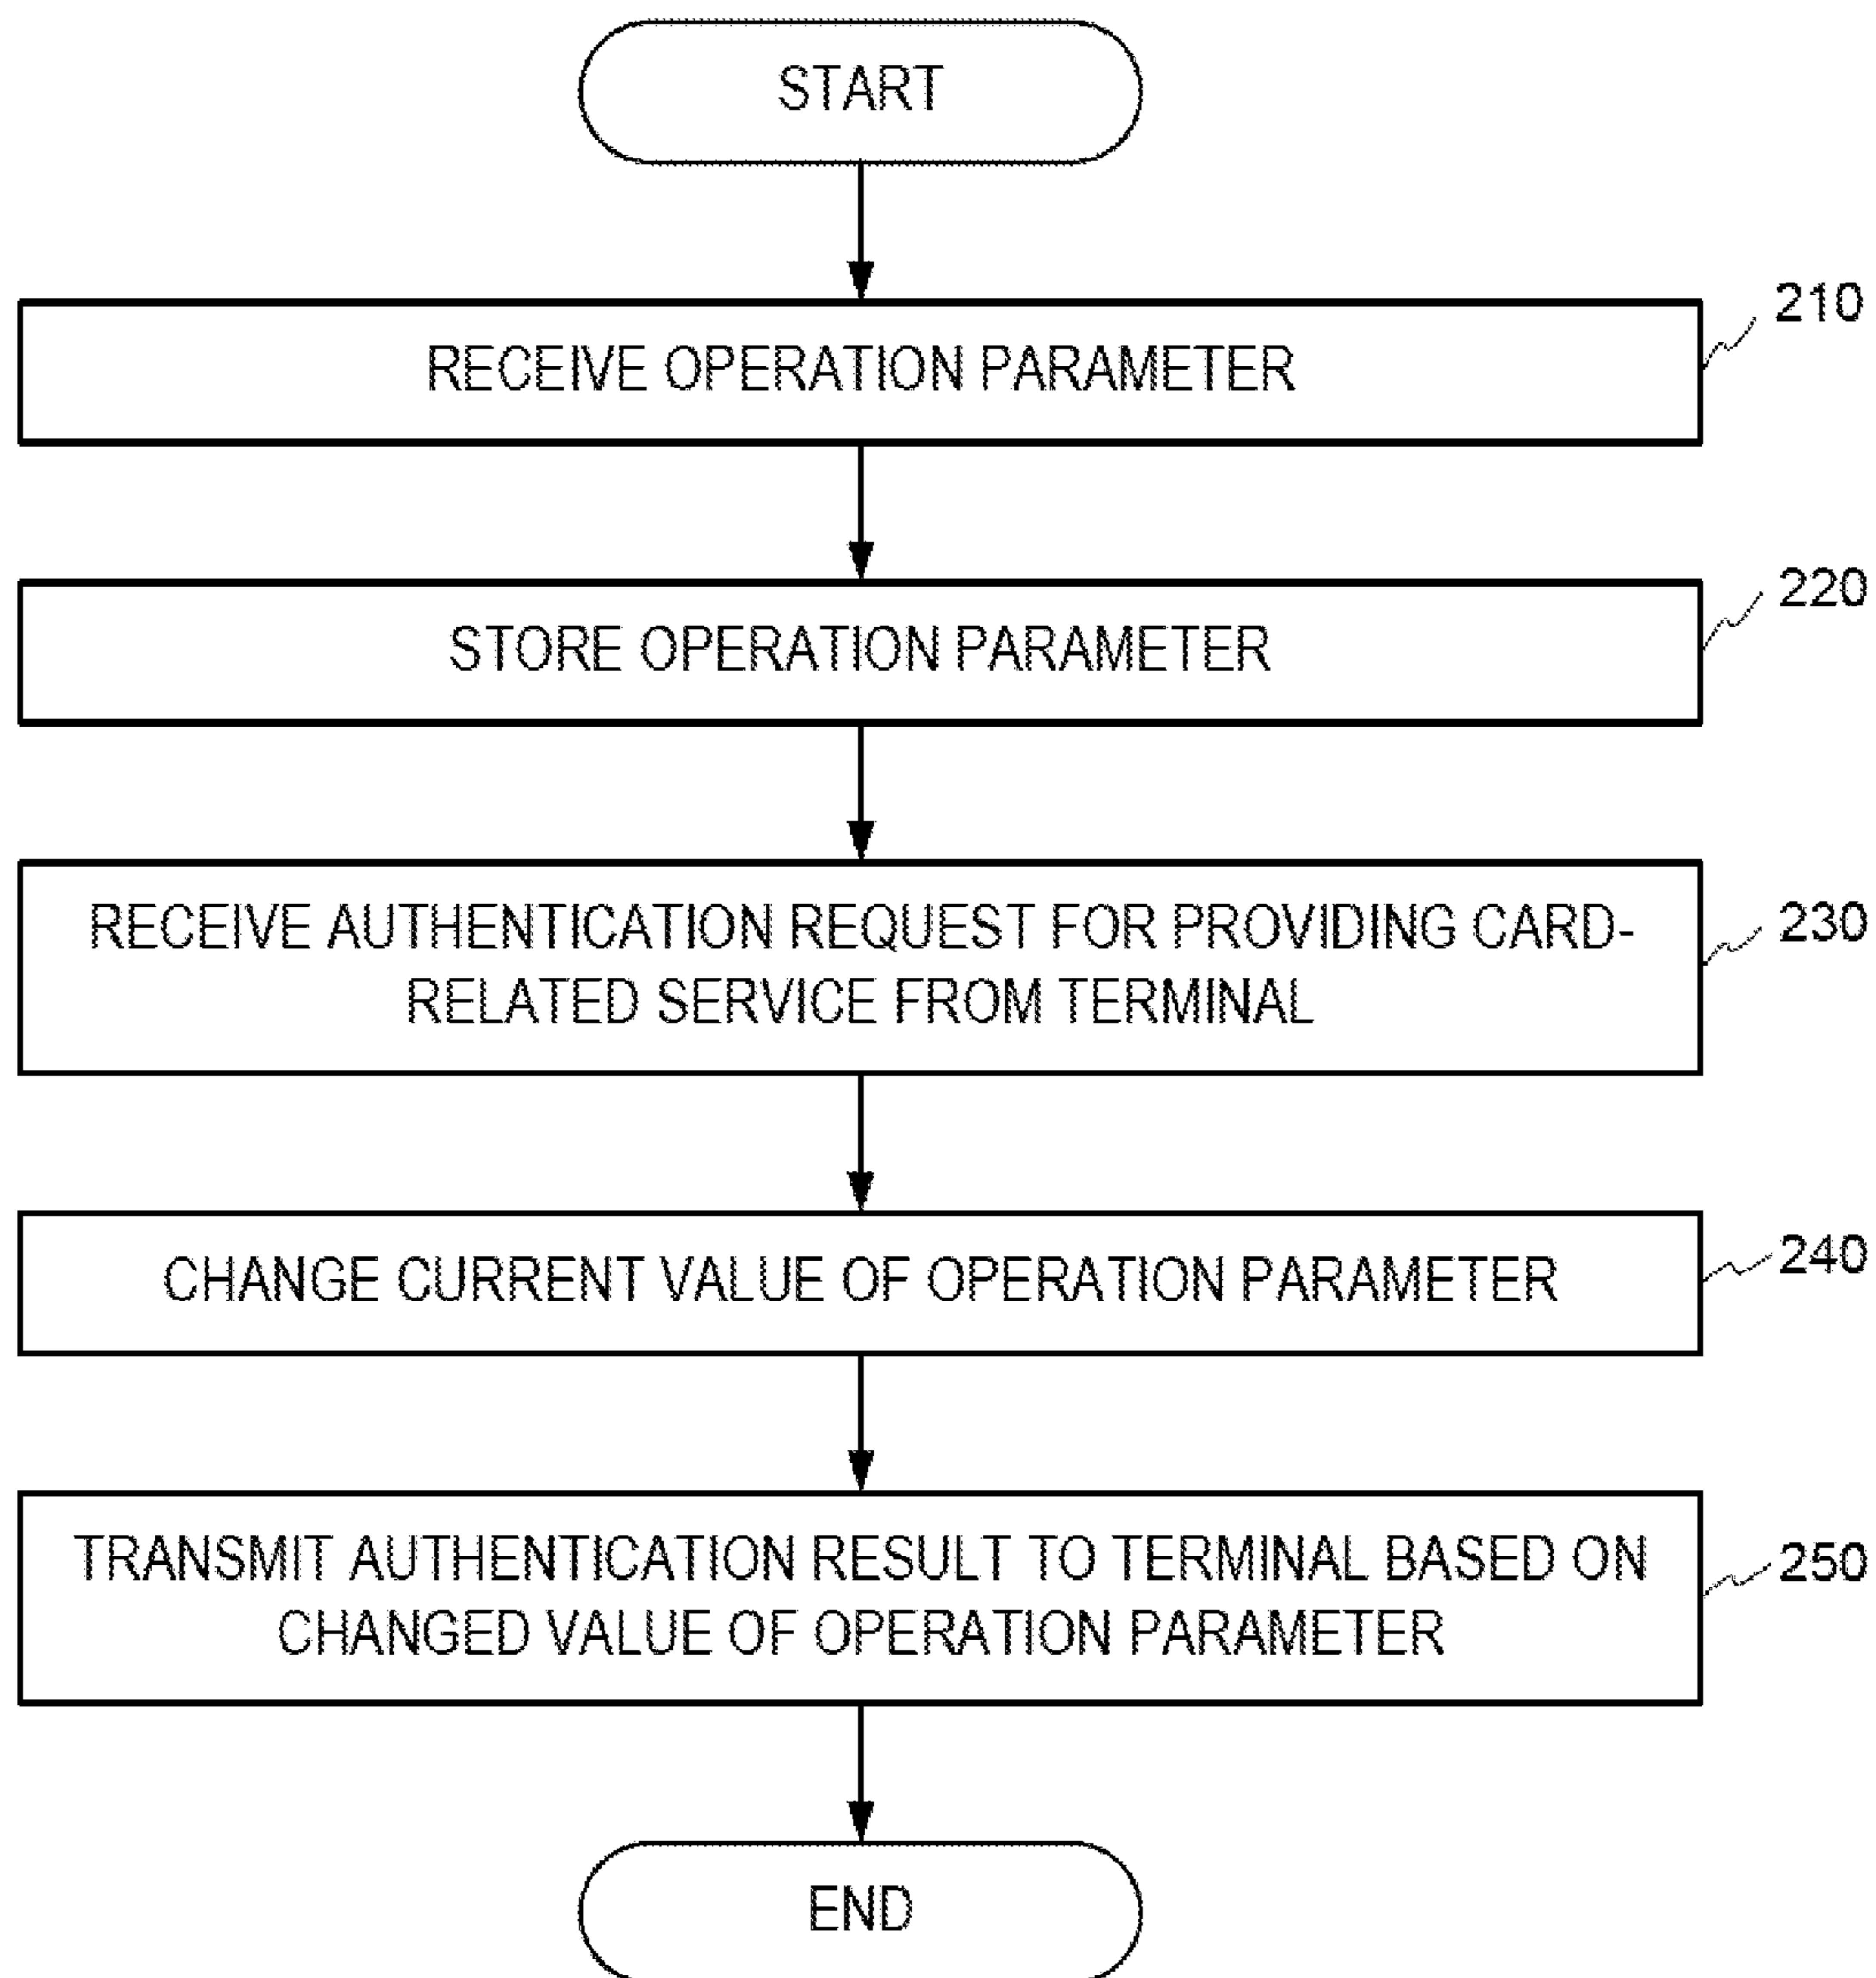 START
RECEIVE OPERATION PARAMETER
210
STORE OPERATION PARAMETER
220
RECEIVE AUTHENTICATION REQUEST FOR PROVIDING CARD-
RELATED SERVICE FROM TERMINAL
230
CHANGE CURRENT VALUE OF OPERATION PARAMETER
240
TRANSMIT AUTHENTICATION RESULT TO TERMINAL BASED ON
CHANGED VALUE OF OPERATION PARAMETER
250
END